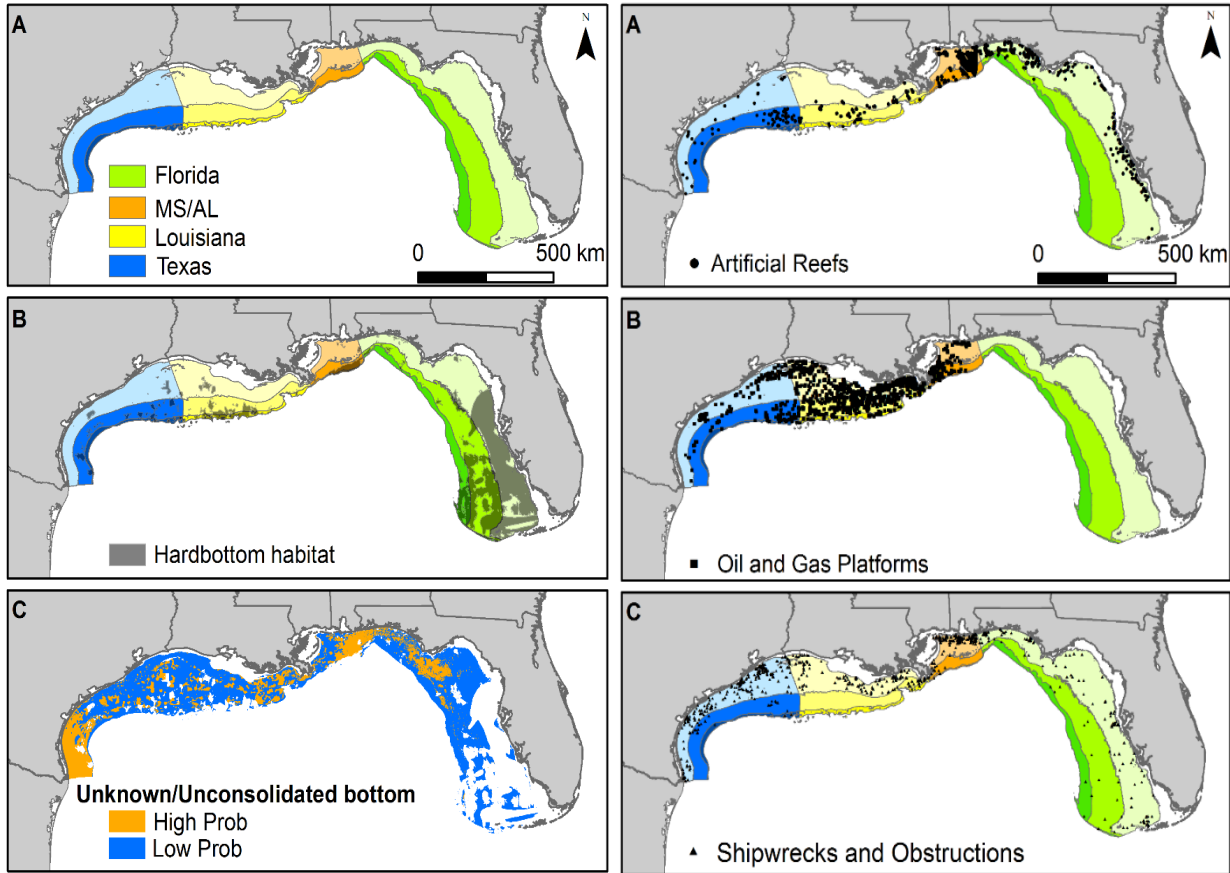 A
N
Florida
MS/AL
Louisiana
Texas
0 500 km
B
Hardbottom habitat
C
Unknown/Unconsolidated bottom
High Prob
Low Prob
A
N
Artificial Reefs
0 500 km
B
Oil and Gas Platforms
C
Shipwrecks and Obstructions